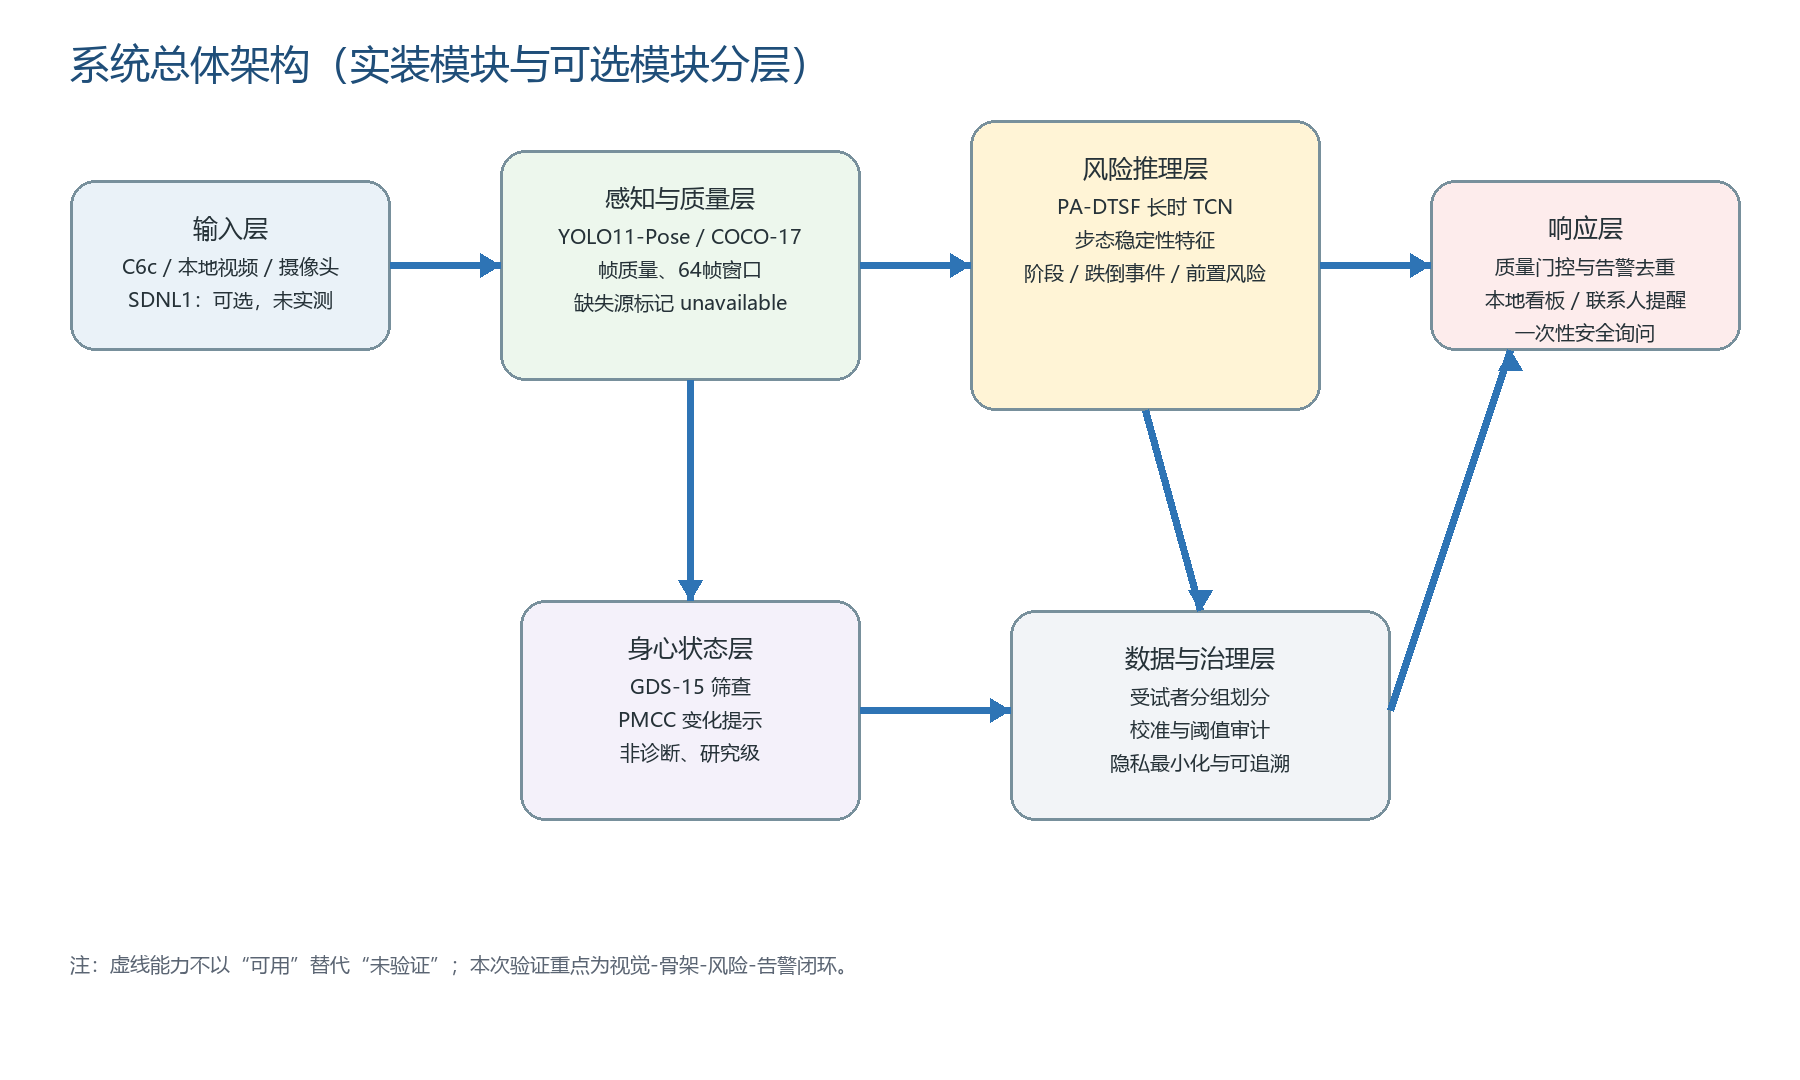 系统总体架构（实装模块与可选模块分层）
输入层
C6c / 本地视频 / 摄像头
SDNL1：可选，未实测
感知与质量层
YOLO11-Pose / COCO-17
帧质量、64帧窗口
缺失源标记 unavailable
风险推理层
PA-DTSF 长时 TCN
步态稳定性特征
阶段 / 跌倒事件 / 前置风险
响应层
质量门控与告警去重
本地看板 / 联系人提醒
一次性安全询问
身心状态层
GDS-15 筛查
PMCC 变化提示
非诊断、研究级
数据与治理层
受试者分组划分
校准与阈值审计
隐私最小化与可追溯
注：虚线能力不以“可用”替代“未验证”；本次验证重点为视觉-骨架-风险-告警闭环。